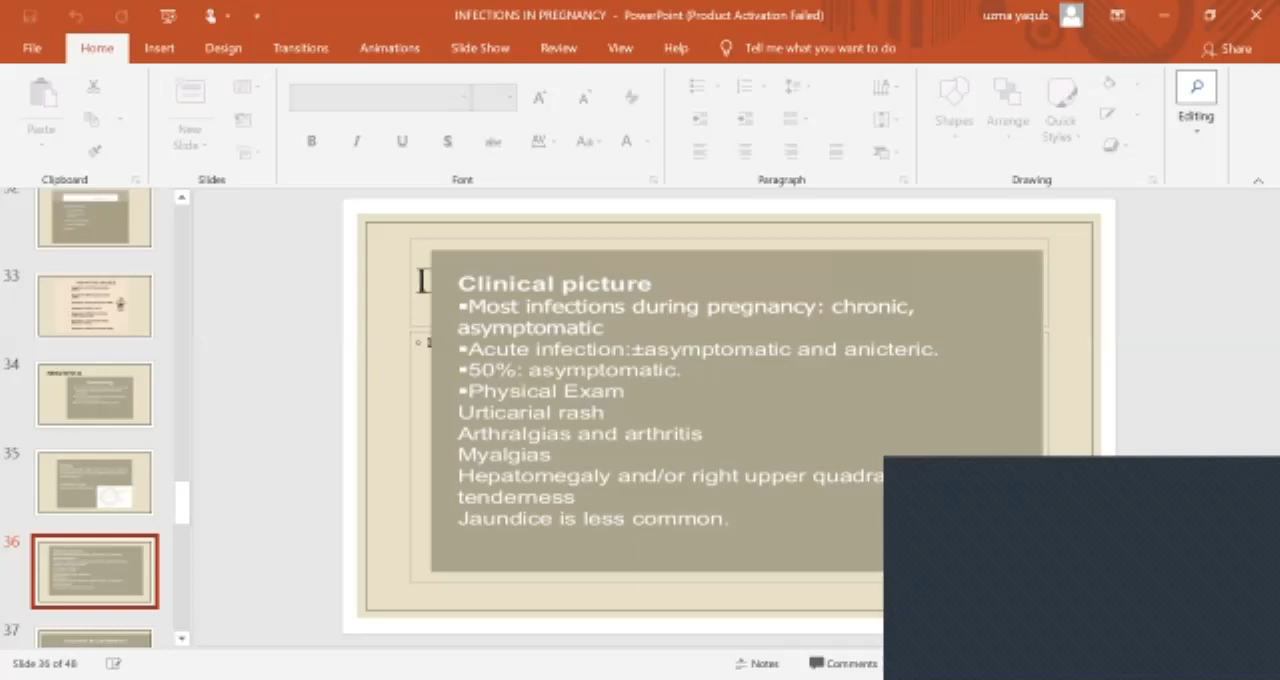 INFECTIONS IN PREGNANCY - PowerPoint (Product Activation Failed)
uzma yaqub
File Home Insert Design Transitions Animations Slide Show Review View Help Tell me what you want to do Share
Paste
New Slide
B I U S abc AV Aa A
Shapes Arrange Quick Styles
Editing
Clipboard Slides Font Paragraph Drawing
33
34
35
36
37
Clinical picture
▪Most infections during pregnancy: chronic,
asymptomatic
▪Acute infection:±asymptomatic and anicteric.
▪50%: asymptomatic.
▪Physical Exam
Urticarial rash
Arthralgias and arthritis
Myalgias
Hepatomegaly and/or right upper quadra
tenderness
Jaundice is less common.
Slide 36 of 48
Notes Comments